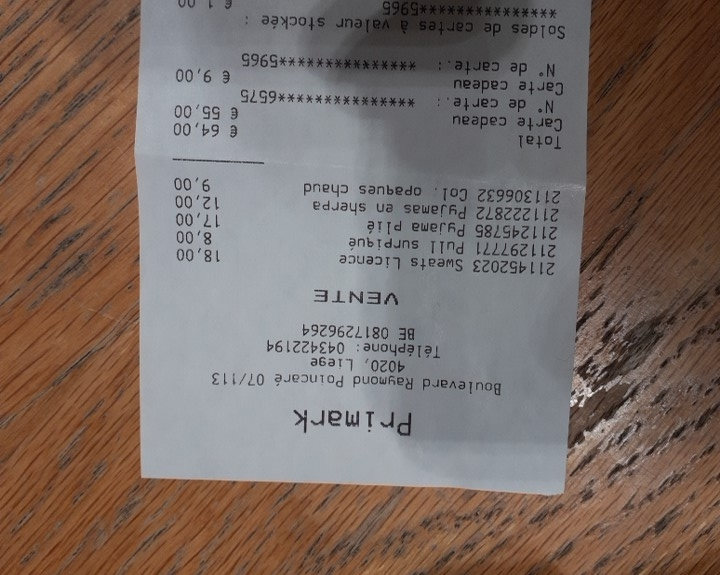 Primark
Boulevard Raymond Poincaré 07/113
4020, Liege
Téléphone: 043422194
BE 0817296264
VENTE
211452023 Sweats Licence 18,00
211297771 Pull surpiqué 8,00
211245785 Pyjama Plié 17,00
211222872 Pyjamas en sherpa 12,00
211306632 Col. opaques chaud 9,00
Total € 64,00
Carte cadeau € 55,00
N° de carte.: ****************6575
Carte cadeau € 9,00
N° de carte.: ****************5965
Soldes de cartes à valeur stockée :
****************5965 € 1,00